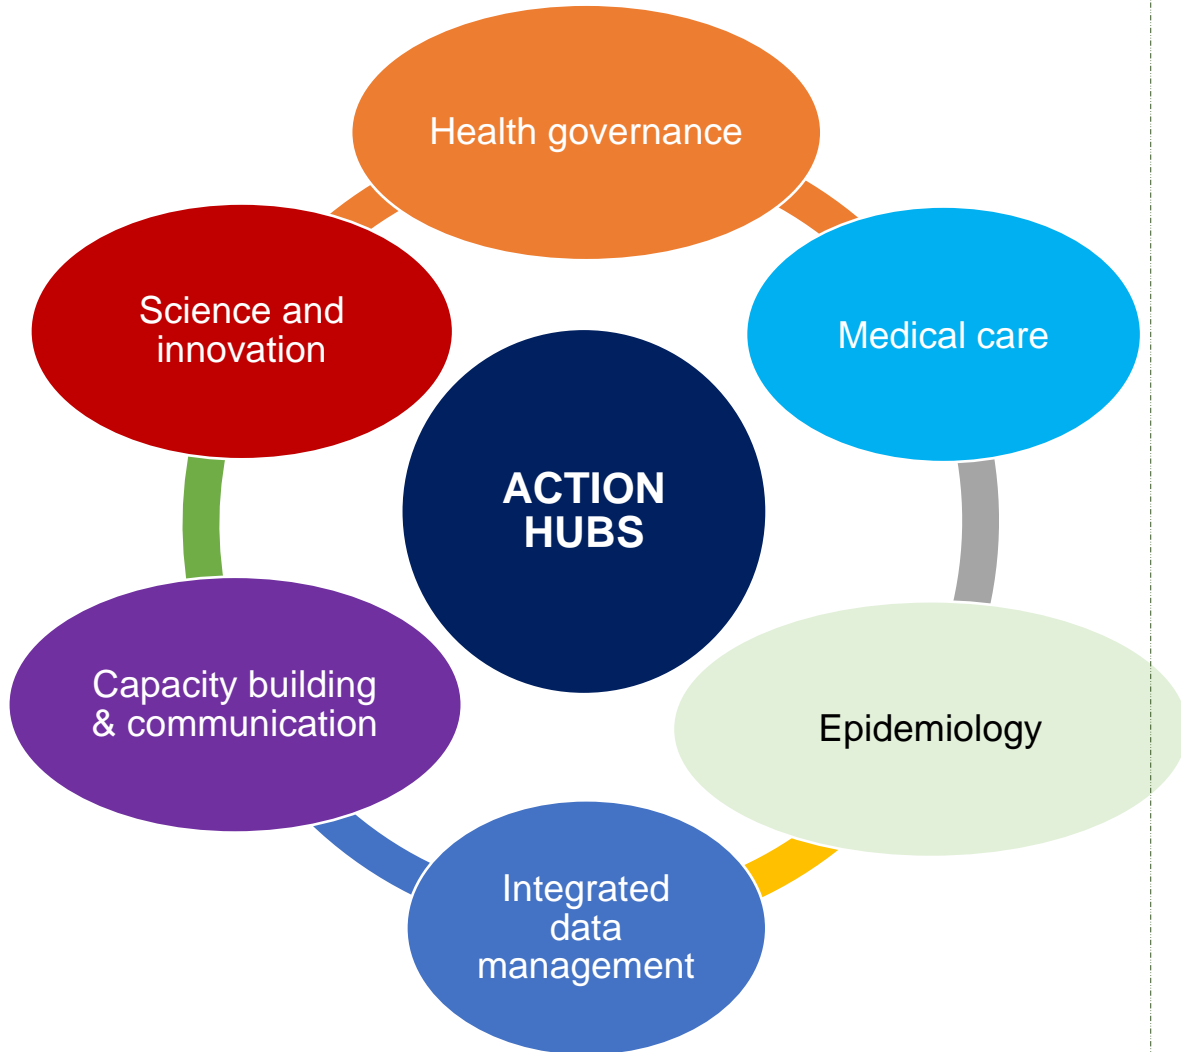 Health governance
Science and
innovation
Medical care
ACTION
HUBS
Capacity building
& communication
Epidemiology
Integrated
data
management